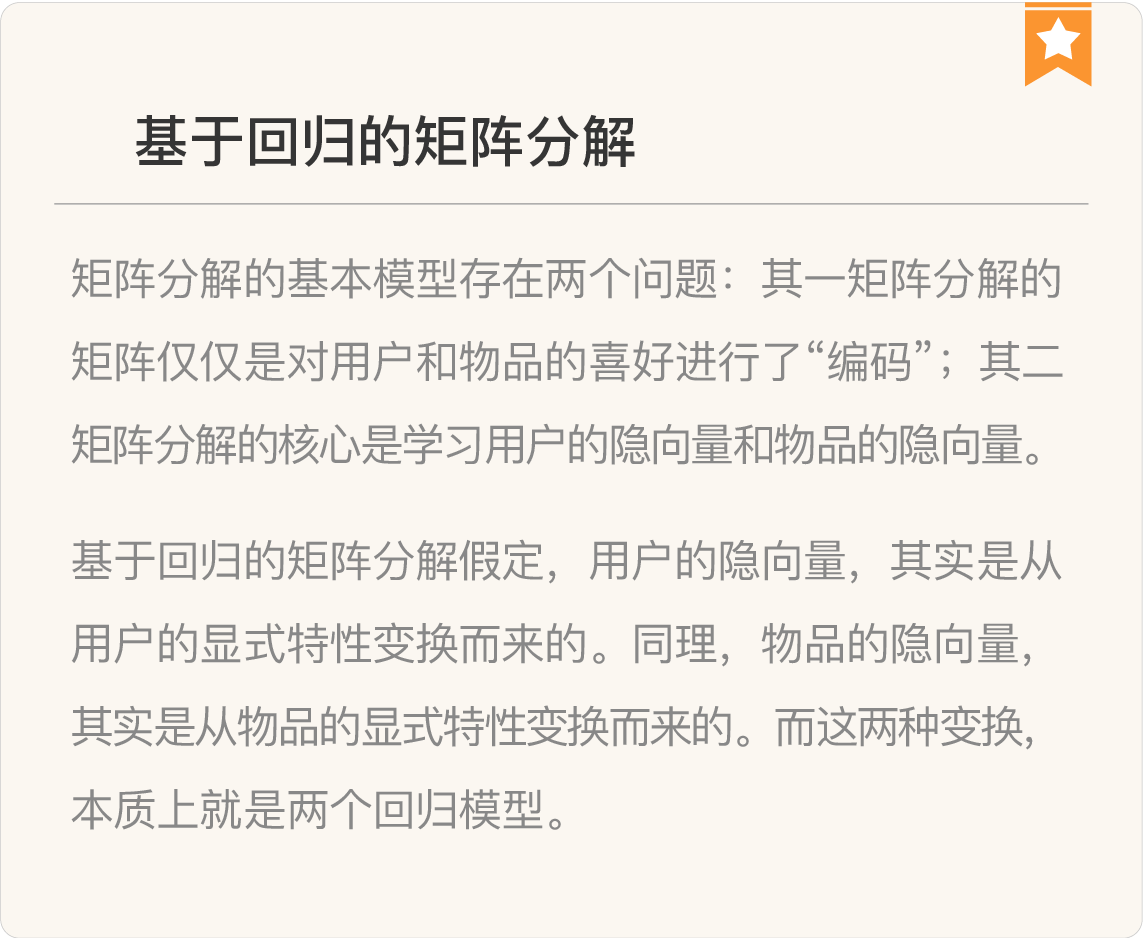 基于回归的矩阵分解
矩阵分解的基本模型存在两个问题：其一矩阵分解的
矩阵仅仅是对用户和物品的喜好进行了“编码”；其二
矩阵分解的核心是学习用户的隐向量和物品的隐向量。
基于回归的矩阵分解假定，用户的隐向量，其实是从
用户的显式特性变换而来的。同理，物品的隐向量，
其实是从物品的显式特性变换而来的。而这两种变换，
本质上就是两个回归模型。